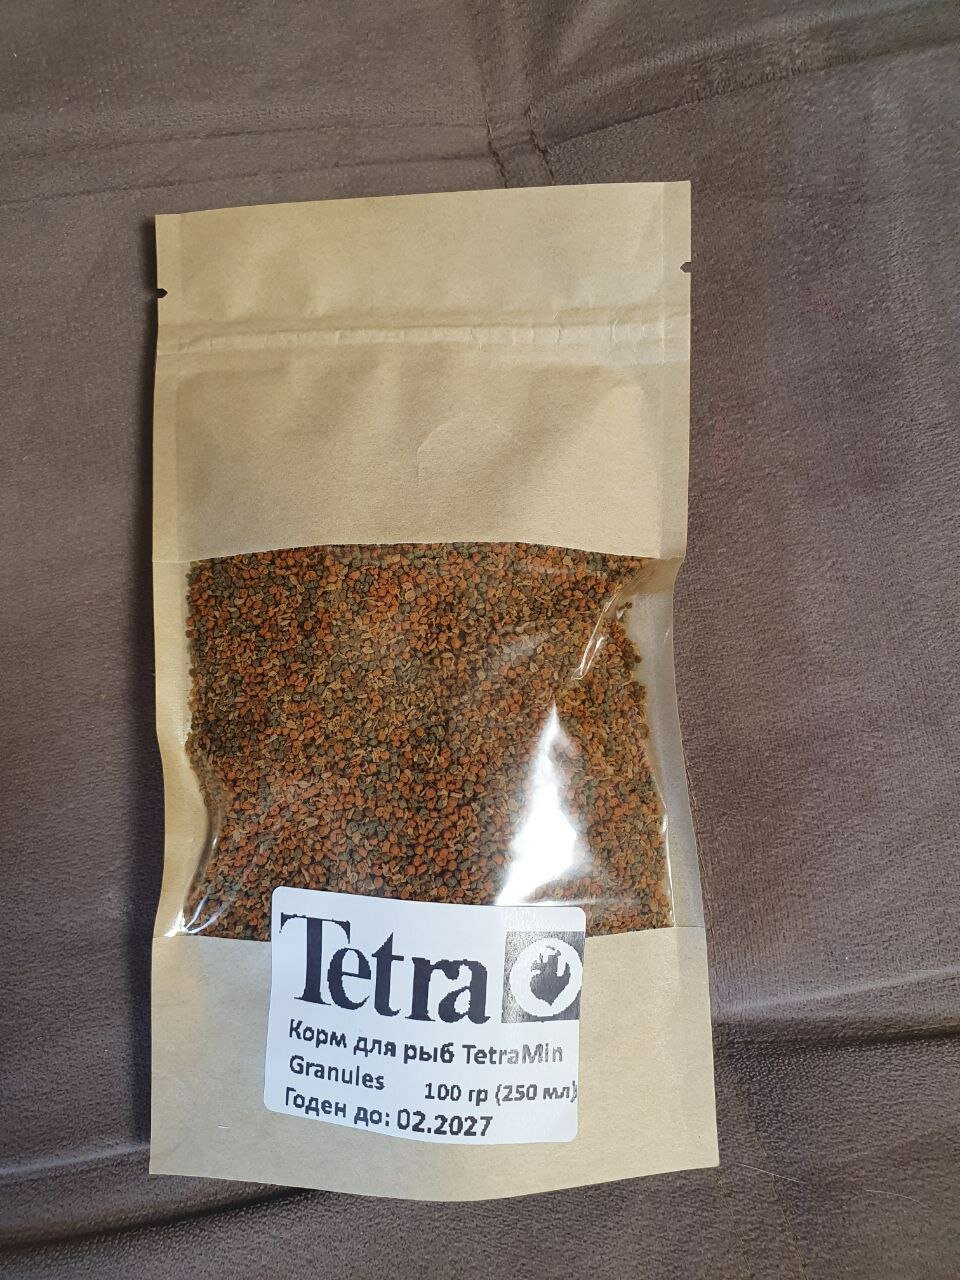 Tetra
Корм для рыб TetraMin
Granules 100 гр (250 мл)
Годен до: 02.2027